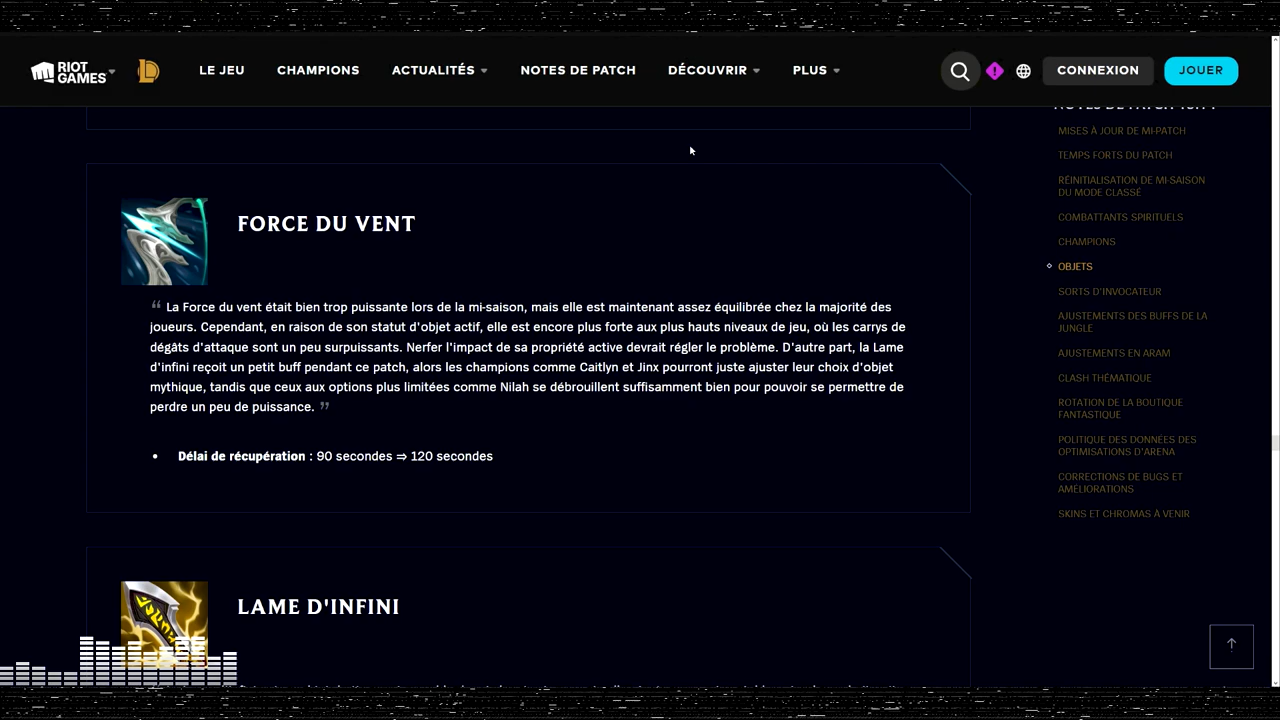 RIOT GAMES
LE JEU
CHAMPIONS
ACTUALITÉS
NOTES DE PATCH
DÉCOUVRIR
PLUS
CONNEXION
JOUER
FORCE DU VENT
“ La Force du vent était bien trop puissante lors de la mi-saison, mais elle est maintenant assez équilibrée chez la majorité des
joueurs. Cependant, en raison de son statut d'objet actif, elle est encore plus forte aux plus hauts niveaux de jeu, où les carrys de
dégâts d'attaque sont un peu surpuissants. Nerfer l'impact de sa propriété active devrait régler le problème. D'autre part, la Lame
d'infini reçoit un petit buff pendant ce patch, alors les champions comme Caitlyn et Jinx pourront juste ajuster leur choix d'objet
mythique, tandis que ceux aux options plus limitées comme Nilah se débrouillent suffisamment bien pour pouvoir se permettre de
perdre un peu de puissance. ”
• Délai de récupération : 90 secondes ⇒ 120 secondes
LAME D'INFINI
MISES À JOUR DE MI-PATCH
TEMPS FORTS DU PATCH
RÉINITIALISATION DE MI-SAISON
DU MODE CLASSÉ
COMBATTANTS SPIRITUELS
CHAMPIONS
OBJETS
SORTS D'INVOCATEUR
AJUSTEMENTS DES BUFFS DE LA
JUNGLE
AJUSTEMENTS EN ARAM
CLASH THÉMATIQUE
ROTATION DE LA BOUTIQUE
FANTASTIQUE
POLITIQUE DES DONNÉES DES
OPTIMISATIONS D'ARENA
CORRECTIONS DE BUGS ET
AMÉLIORATIONS
SKINS ET CHROMAS À VENIR